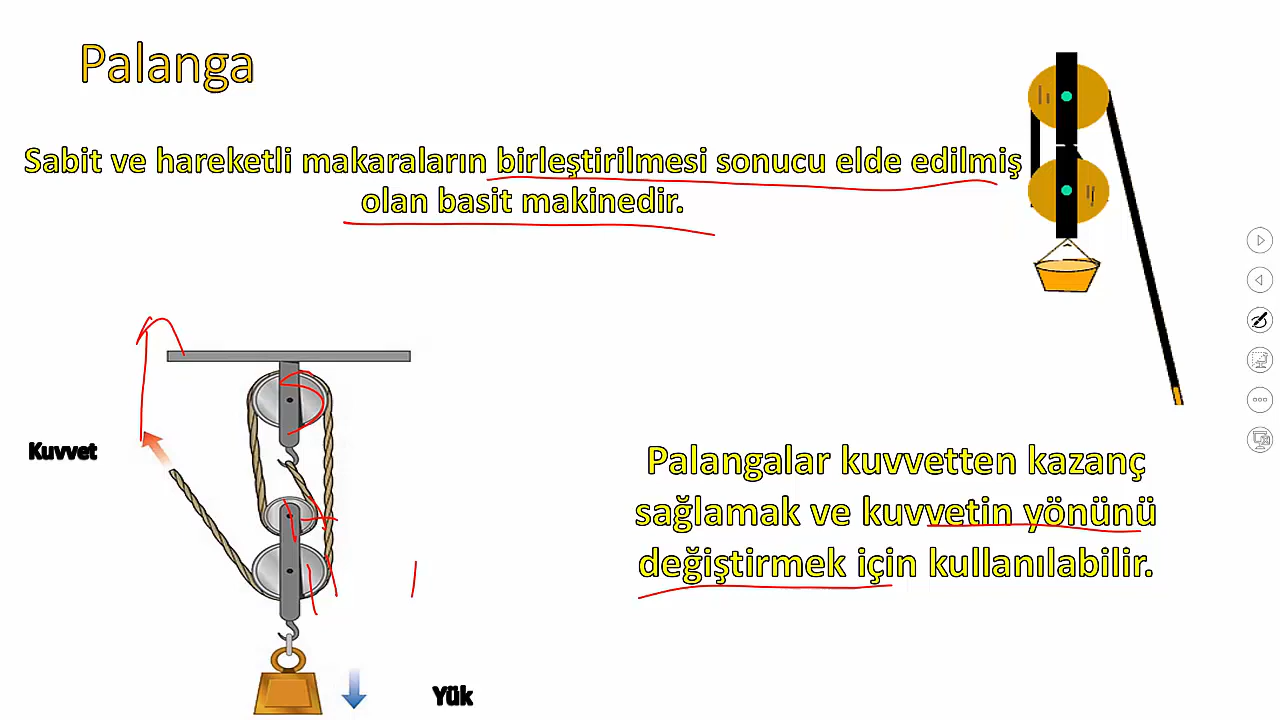 Palanga
Sabit ve hareketli makaraların birleştirilmesi sonucu elde edilmiş
olan basit makinedir.
Kuvvet
Palangalar kuvvetten kazanç
sağlamak ve kuvvetin yönünü
değiştirmek için kullanılabilir.
Yük